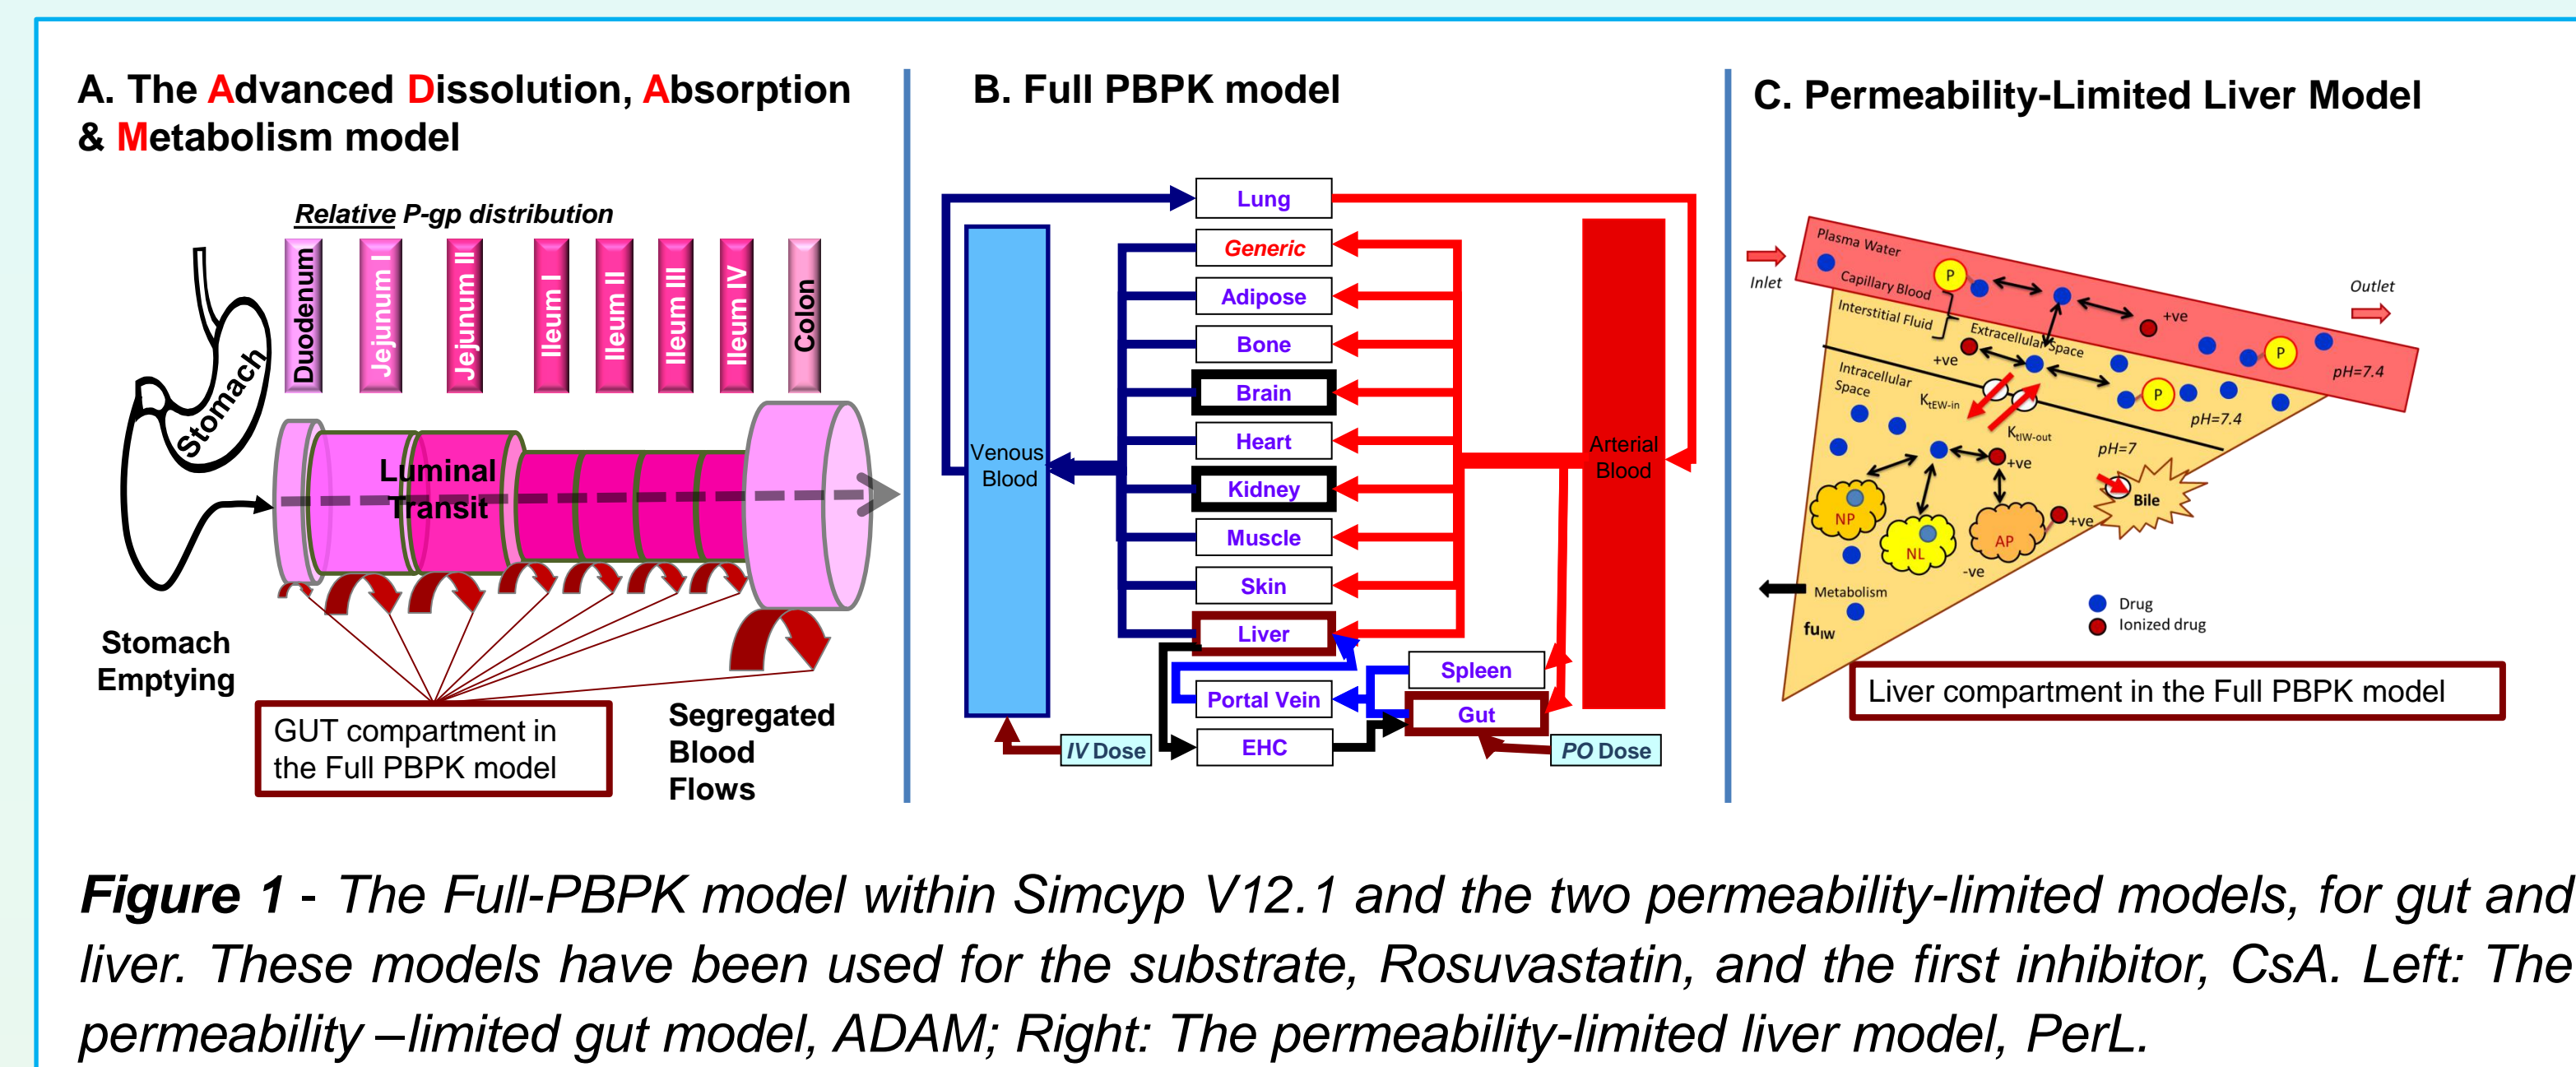 A. The Advanced Dissolution, Absorption
& Metabolism model
Relative P-gp distribution
Duodenum
Jejunum I
Jejunum II
Ileum I
Ileum II
Ileum III
Ileum IV
Colon
Stomach
Luminal
Transit
Stomach
Emptying
GUT compartment in
the Full PBPK model
Segregated
Blood
Flows
B. Full PBPK model
Lung
Generic
Adipose
Bone
Brain
Heart
Kidney
Muscle
Skin
Liver
Spleen
Portal Vein
Gut
EHC
Venous
Blood
Arterial
Blood
IV Dose
PO Dose
C. Permeability-Limited Liver Model
Plasma Water
Inlet
Capillary Blood
P
+ve
Outlet
Interstitial Fluid
Extracellular Space
+ve
P
pH=7.4
Intracellular
Space
KtEW-in
P
pH=7.4
KtIW-out
pH=7
+ve
Bile
NP
NL
AP
+ve
-ve
Metabolism
fuIW
Drug
Ionized drug
Liver compartment in the Full PBPK model
Figure 1 - The Full-PBPK model within Simcyp V12.1 and the two permeability-limited models, for gut and
liver. These models have been used for the substrate, Rosuvastatin, and the first inhibitor, CsA. Left: The
permeability –limited gut model, ADAM; Right: The permeability-limited liver model, PerL.